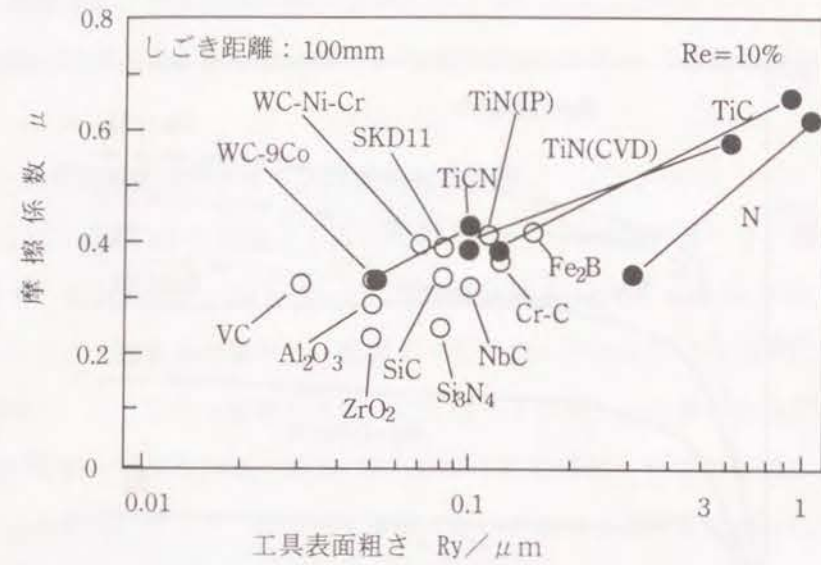 0.8
しごき距離：100mm
Re=10%
WC-Ni-Cr
TiN(IP)
TiC
0.6
SKD11
TiN(CVD)
WC-9Co
TiCN
N
0.4
Fe₂B
Cr-C
VC
Al₂O₃
SiC
NbC
0.2
ZrO₂
Si₃N₄
0
0.01
0.1
3
1
摩擦係数 μ
工具表面粗さ Ry／μm